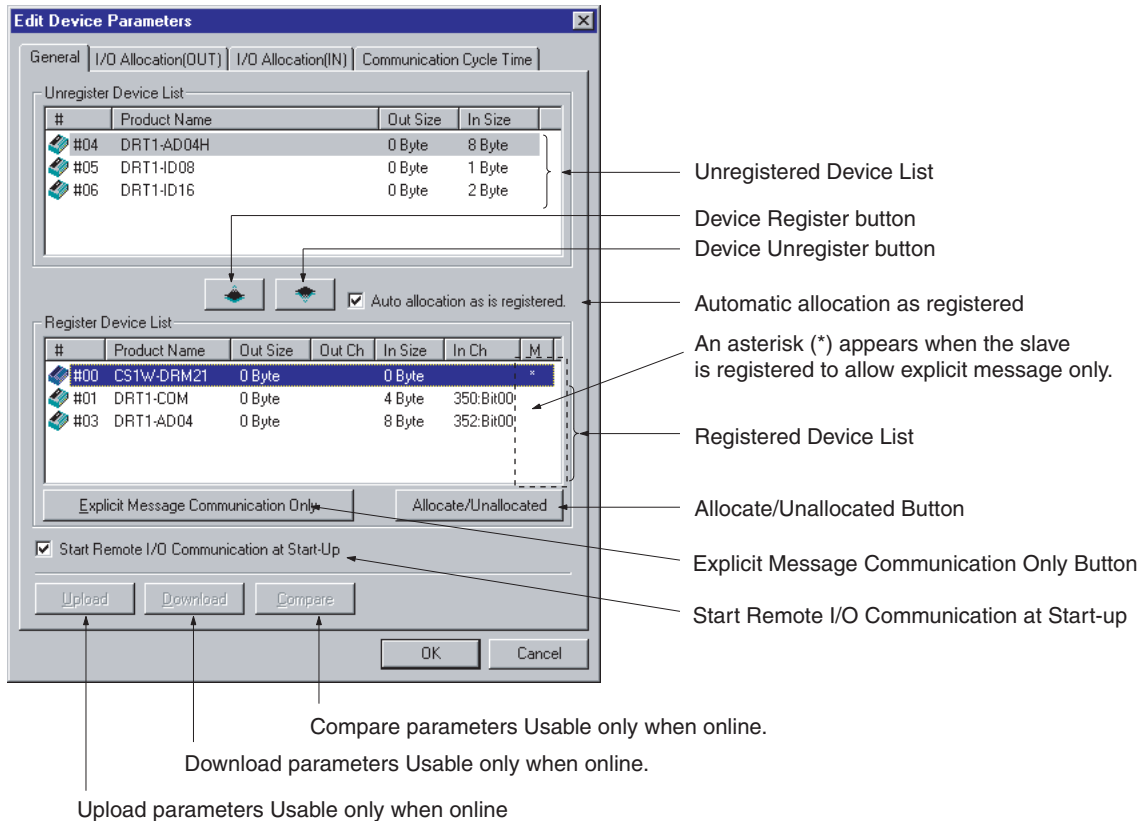 Edit Device Parameters
General I/O Allocation(OUT) I/O Allocation(IN) Communication Cycle Time
Unregister Device List
# Product Name Out Size In Size
#04 DRT1-AD04H 0 Byte 8 Byte
#05 DRT1-ID08 0 Byte 1 Byte
#06 DRT1-ID16 0 Byte 2 Byte
Unregistered Device List
Device Register button
Device Unregister button
Auto allocation as is registered.
Automatic allocation as registered
Register Device List
# Product Name Out Size Out Ch In Size In Ch M
#00 CS1W-DRM21 0 Byte 0 Byte *
#01 DRT1-COM 0 Byte 4 Byte 350:Bit00
#03 DRT1-AD04 0 Byte 8 Byte 352:Bit00
An asterisk (*) appears when the slave
is registered to allow explicit message only.
Registered Device List
Explicit Message Communication Only Allocate/Unallocated
Allocate/Unallocated Button
Start Remote I/O Communication at Start-Up
Explicit Message Communication Only Button
Start Remote I/O Communication at Start-up
Upload Download Compare
OK Cancel
Compare parameters Usable only when online.
Download parameters Usable only when online.
Upload parameters Usable only when online